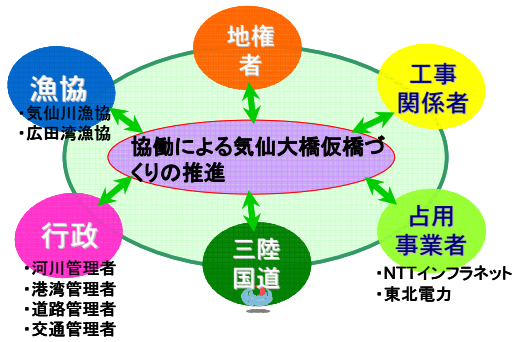 地権
者
漁協
・気仙川漁協
・広田湾漁協
工事
関係者
協働による気仙大橋仮橋づ
くりの推進
行政
・河川管理者
・港湾管理者
・道路管理者
・交通管理者
三陸
国道
占用
事業者
・NTTインフラネット
・東北電力